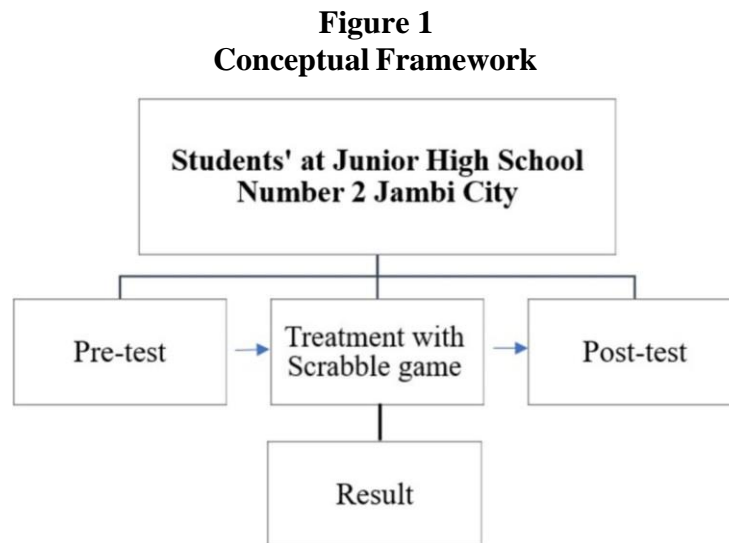 Figure 1
Conceptual Framework
Students' at Junior High School
Number 2 Jambi City
Pre-test
Treatment with
Scrabble game
Post-test
Result